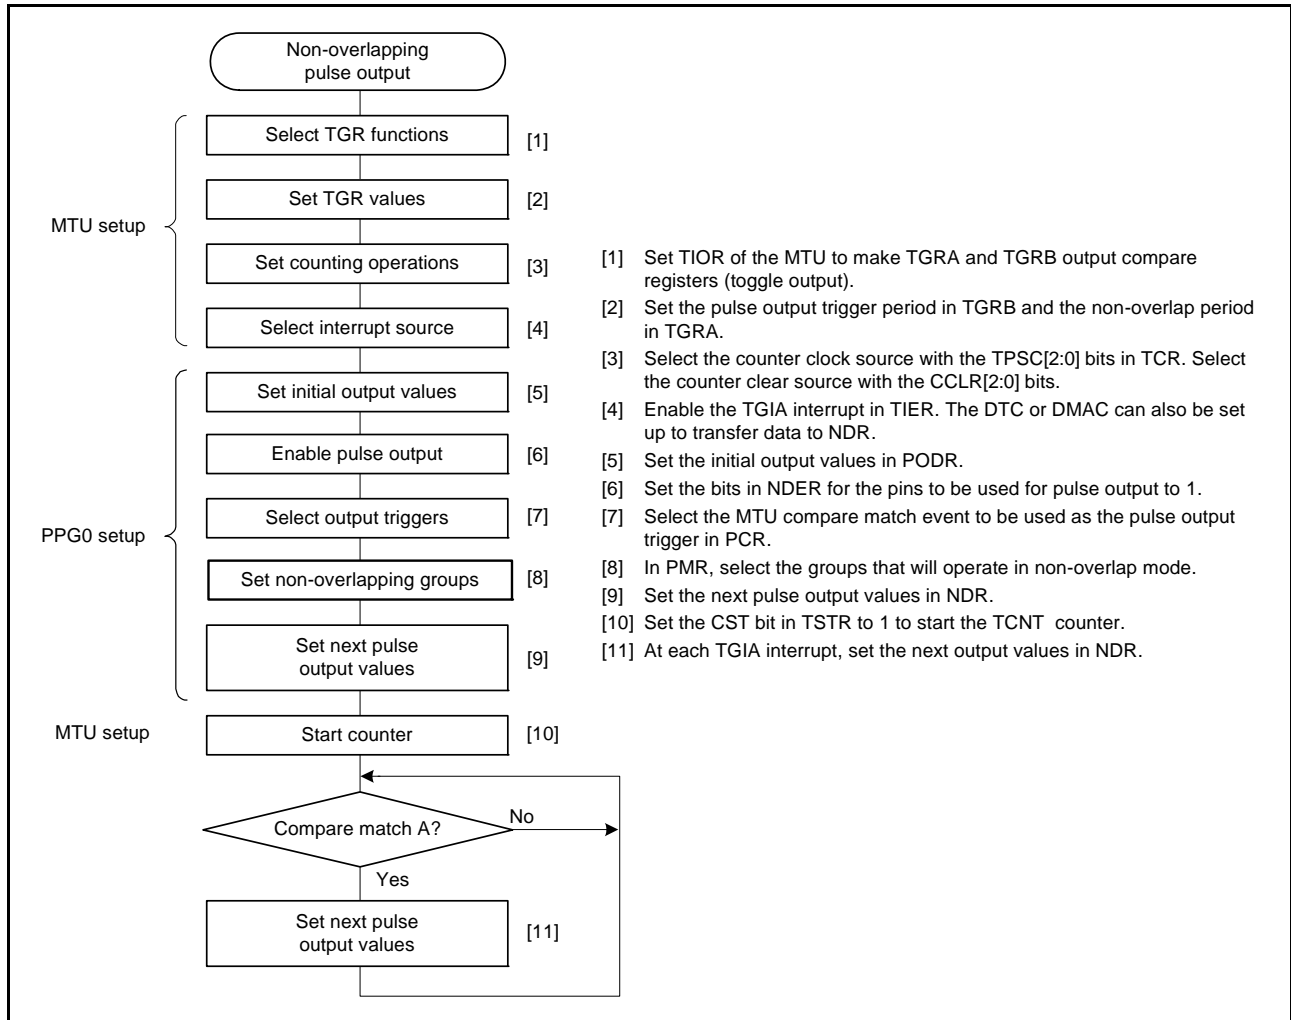 Non-overlapping
pulse output
Select TGR functions
[1]
Set TGR values
[2]
MTU setup
Set counting operations
[3]
Select interrupt source
[4]
Set initial output values
[5]
Enable pulse output
[6]
Select output triggers
[7]
PPG0 setup
Set non-overlapping groups
[8]
Set next pulse
output values
[9]
MTU setup
Start counter
[10]
Compare match A?
No
Yes
Set next pulse
output values
[11]
[1] Set TIOR of the MTU to make TGRA and TGRB output compare
registers (toggle output).
[2] Set the pulse output trigger period in TGRB and the non-overlap period
in TGRA.
[3] Select the counter clock source with the TPSC[2:0] bits in TCR. Select
the counter clear source with the CCLR[2:0] bits.
[4] Enable the TGIA interrupt in TIER. The DTC or DMAC can also be set
up to transfer data to NDR.
[5] Set the initial output values in PODR.
[6] Set the bits in NDER for the pins to be used for pulse output to 1.
[7] Select the MTU compare match event to be used as the pulse output
trigger in PCR.
[8] In PMR, select the groups that will operate in non-overlap mode.
[9] Set the next pulse output values in NDR.
[10] Set the CST bit in TSTR to 1 to start the TCNT counter.
[11] At each TGIA interrupt, set the next output values in NDR.